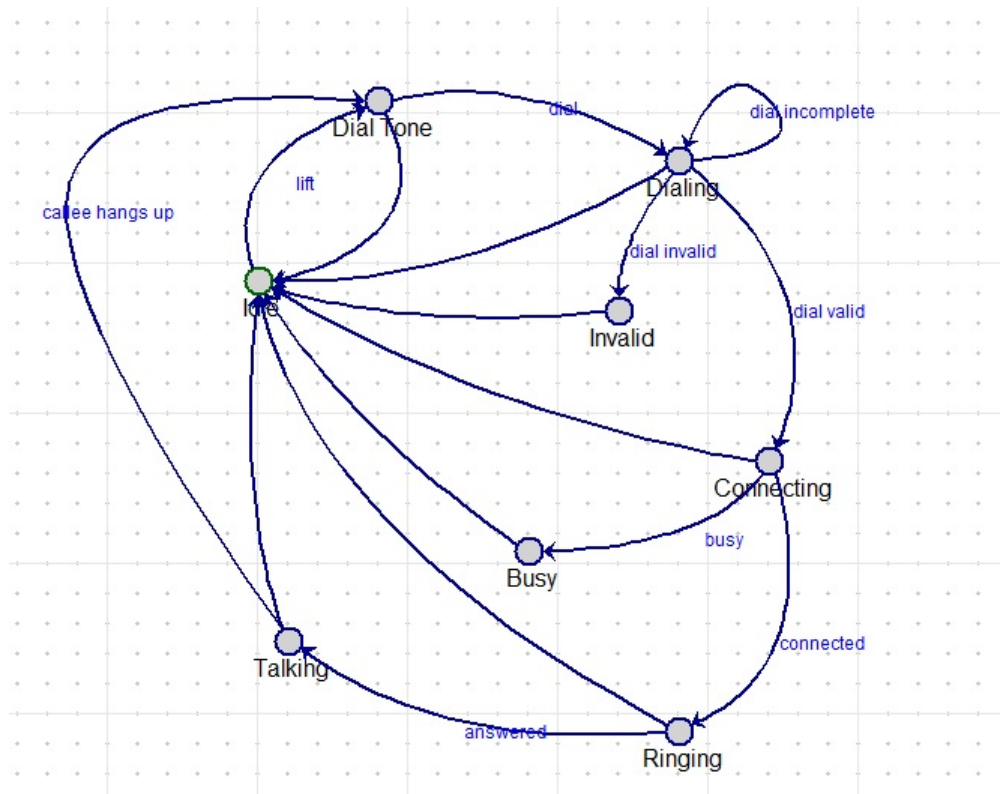 Dial Tone
dial
dial incomplete
Dialing
lift
callee hangs up
dial invalid
Idle
dial valid
Invalid
Connecting
busy
Busy
connected
Talking
answered
Ringing